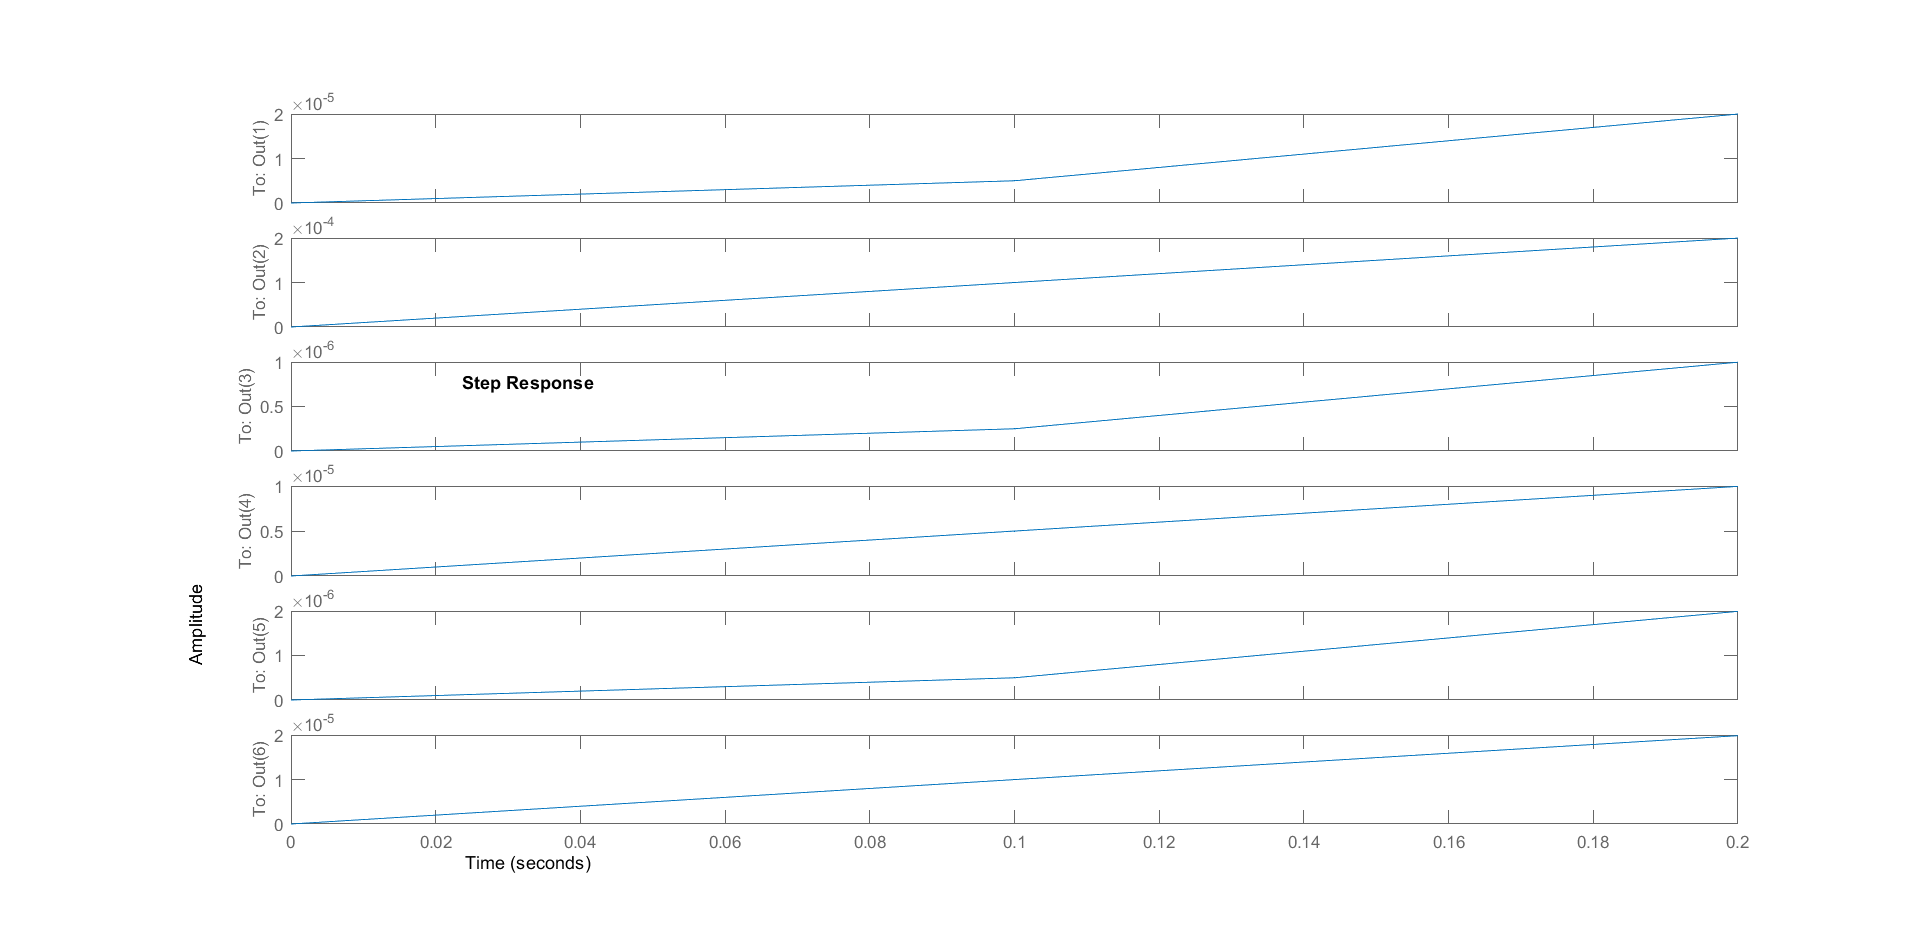 ×10-5
2
1
0
To: Out(1)
×10-4
2
1
0
To: Out(2)
×10-6
1
0.5
0
To: Out(3)
Step Response
×10-5
1
0.5
0
To: Out(4)
×10-6
2
1
0
To: Out(5)
×10-5
2
1
0
To: Out(6)
Amplitude
0 0.02 0.04 0.06 0.08 0.1 0.12 0.14 0.16 0.18 0.2
Time (seconds)